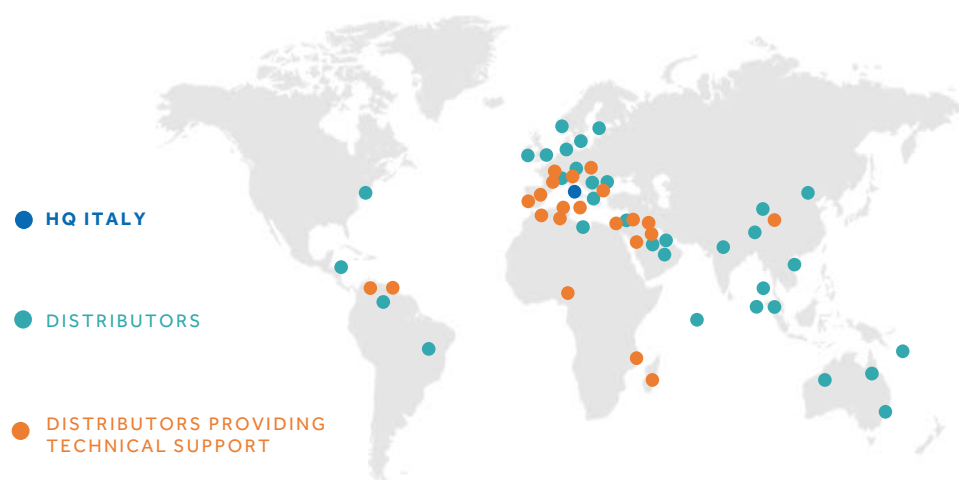 HQ ITALY
DISTRIBUTORS
DISTRIBUTORS PROVIDING
TECHNICAL SUPPORT